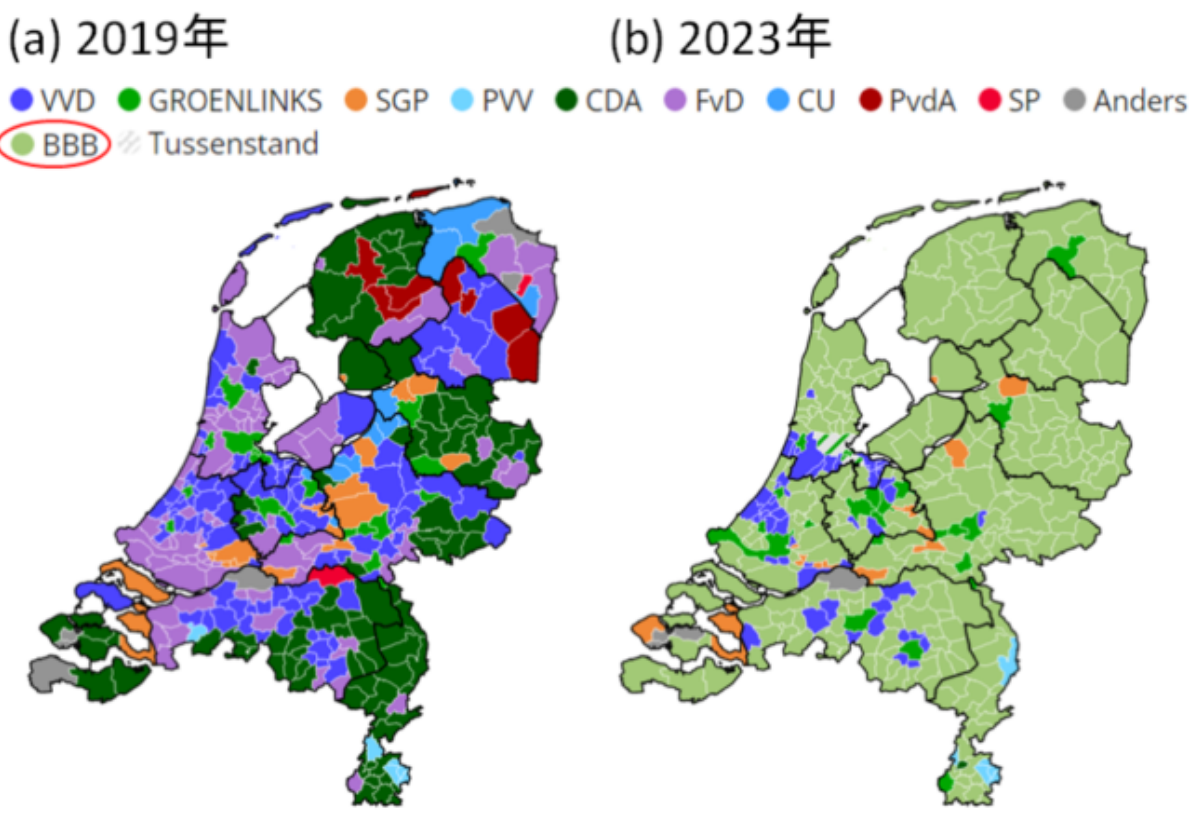 (a) 2019年
(b) 2023年
VVD GROENLINKS SGP PVV CDA FvD CU PvdA SP Anders
BBB Tussenstand